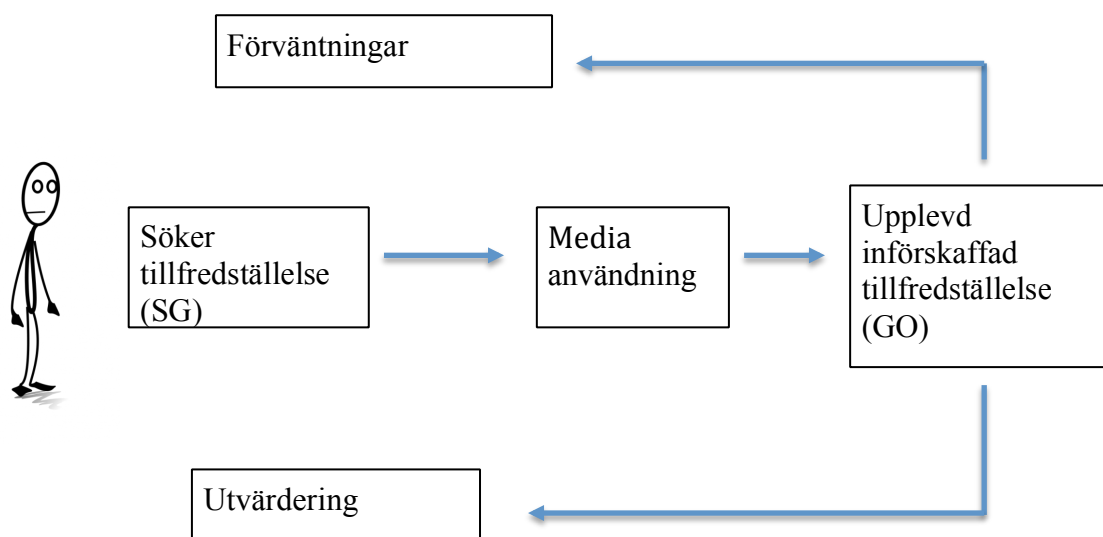 Förväntningar
Söker
tillfredställelse
(SG)
Media
användning
Upplevd
införskaffad
tillfredställelse
(GO)
Utvärdering